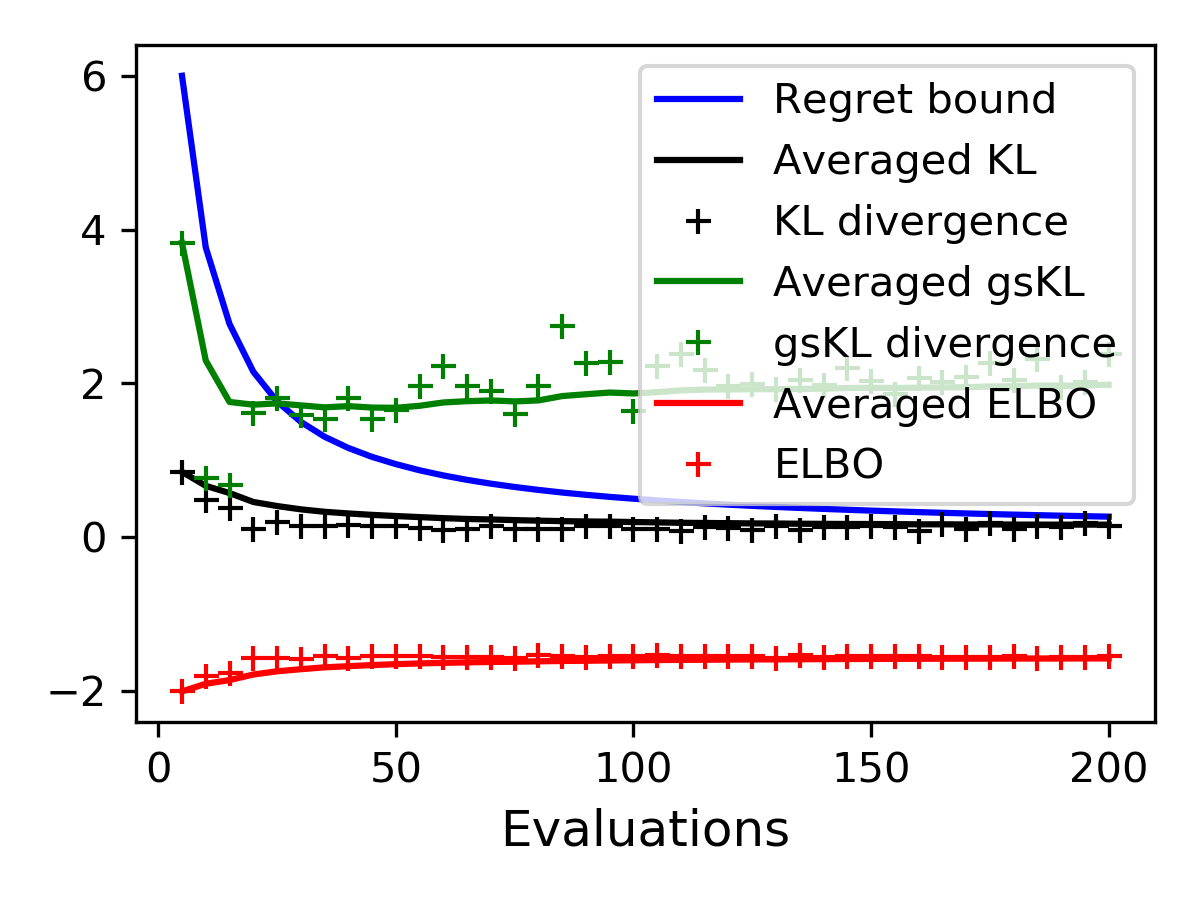 6
4
2
0
−2
Regret bound
Averaged KL
KL divergence
Averaged gsKL
gsKL divergence
Averaged ELBO
ELBO
0 50 100 150 200
Evaluations